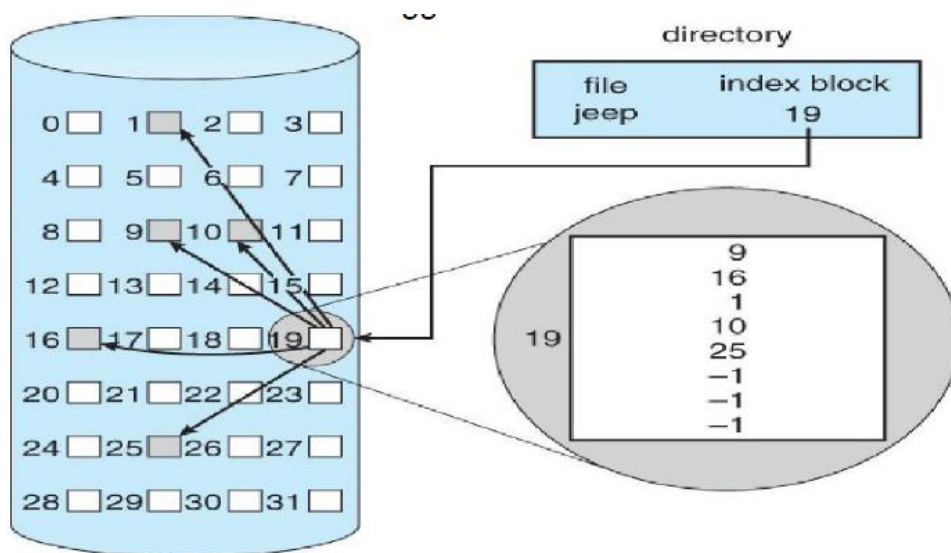 directory
file index block
jeep 19
0 1 2 3
4 5 6 7
8 9 10 11
12 13 14 15
16 17 18 19
20 21 22 23
24 25 26 27
28 29 30 31
19
9
16
1
10
25
–1
–1
–1